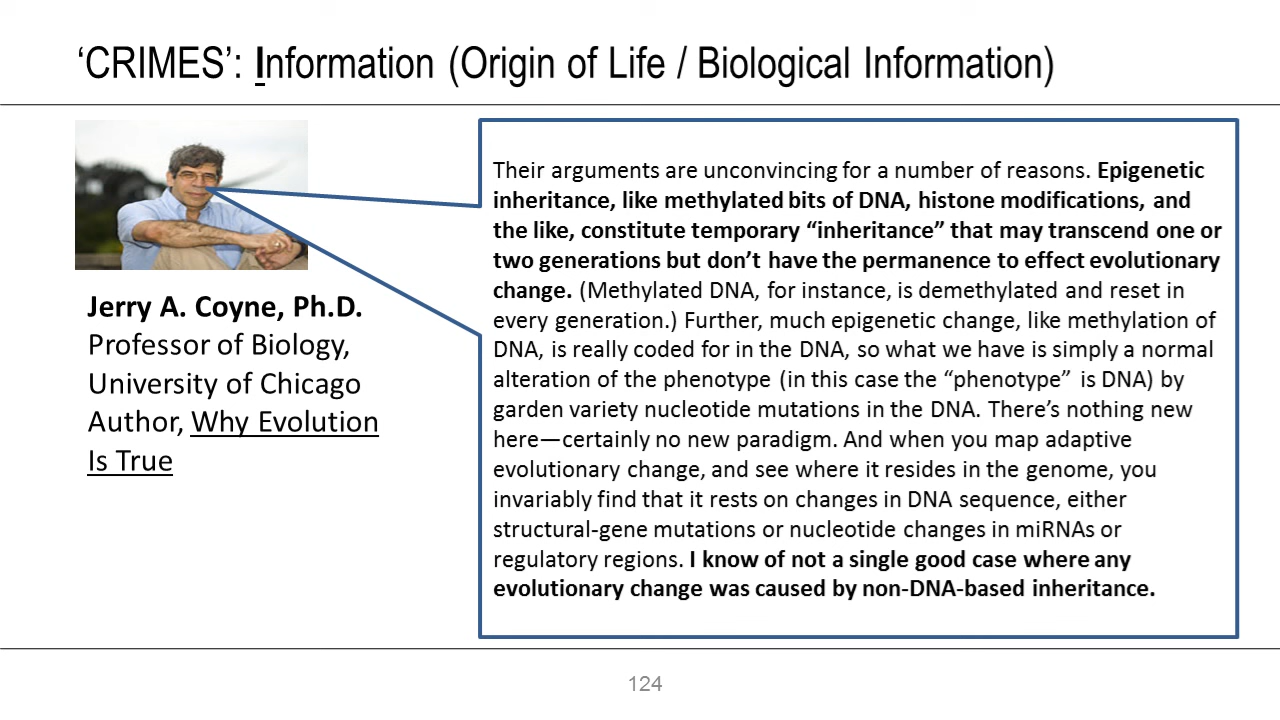 ‘CRIMES’: Information (Origin of Life / Biological Information)
Jerry A. Coyne, Ph.D.
Professor of Biology,
University of Chicago
Author, Why Evolution
Is True
Their arguments are unconvincing for a number of reasons. Epigenetic
inheritance, like methylated bits of DNA, histone modifications, and
the like, constitute temporary “inheritance” that may transcend one or
two generations but don’t have the permanence to effect evolutionary
change. (Methylated DNA, for instance, is demethylated and reset in
every generation.) Further, much epigenetic change, like methylation of
DNA, is really coded for in the DNA, so what we have is simply a normal
alteration of the phenotype (in this case the “phenotype” is DNA) by
garden variety nucleotide mutations in the DNA. There’s nothing new
here—certainly no new paradigm. And when you map adaptive
evolutionary change, and see where it resides in the genome, you
invariably find that it rests on changes in DNA sequence, either
structural-gene mutations or nucleotide changes in miRNAs or
regulatory regions. I know of not a single good case where any
evolutionary change was caused by non-DNA-based inheritance.
124